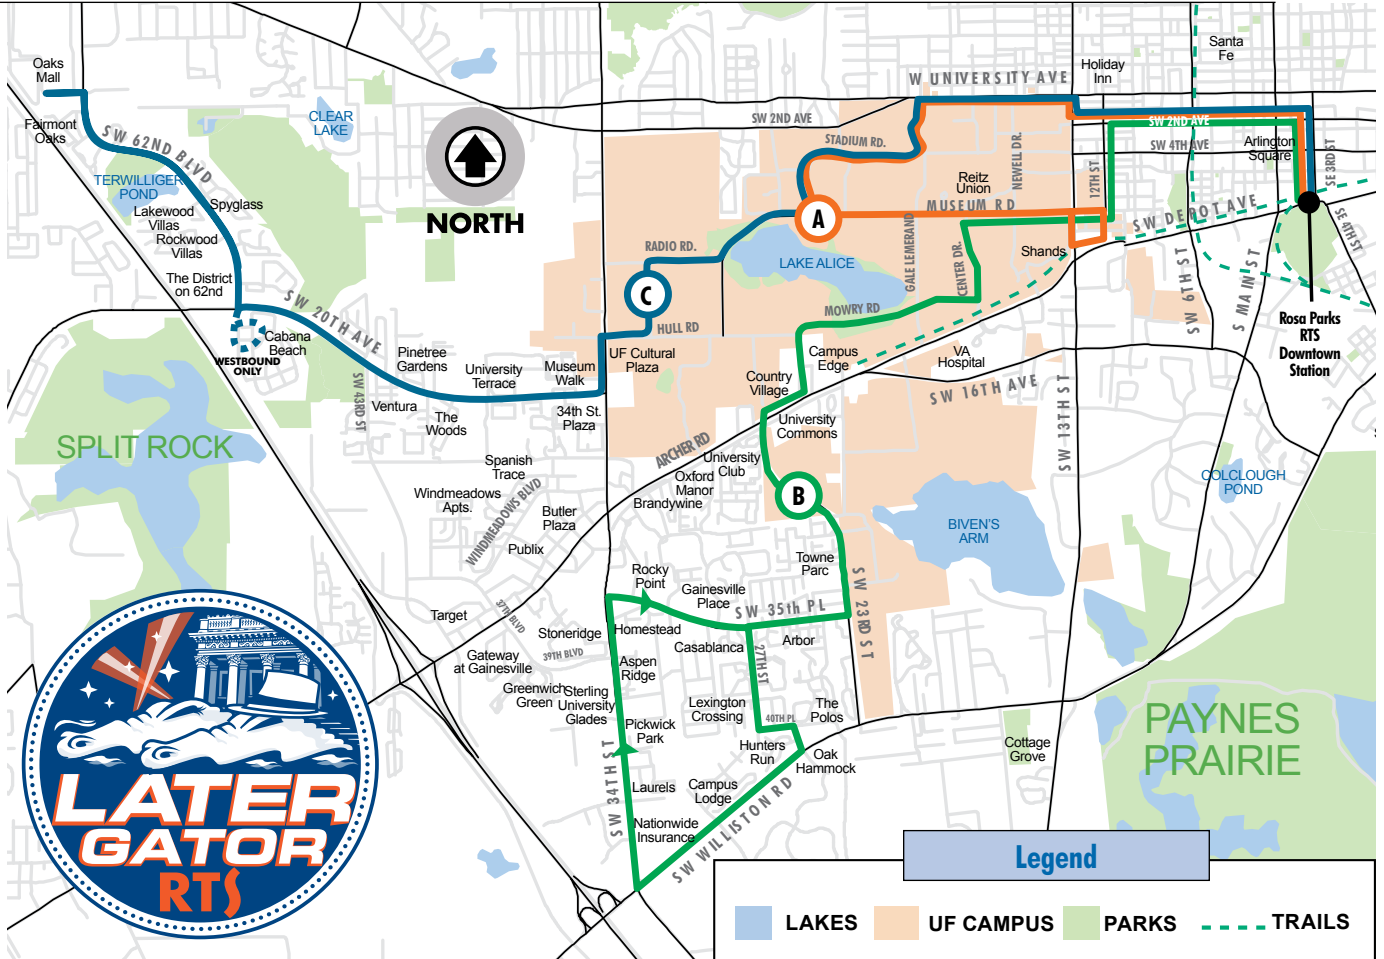 Santa
Fe
Oaks
Mall
Holiday
Inn
W UNIVERSITY AVE
CLEAR
LAKE
SW 2ND AVE
SW 2ND AVE
Fairmont
Oaks
SW 62ND BLVD
STADIUM RD.
NEWELL DR.
SW 4TH AVE
Arlington
Square
SE 3RD ST
TERWILLIGER
POND
Reitz
Union
12TH ST
Lakewood
Villas
Spyglass
NORTH
A
MUSEUM RD
SW DEPOT AVE
SE 4TH ST
Rockwood
Villas
RADIO RD.
GALE LEMERAND
CENTER DR.
Shands
LAKE ALICE
The District
on 62nd
SW 20TH AVE
C
MOWRY RD
SW 6TH ST
S MAIN ST
HULL RD
Rosa Parks
RTS
Downtown
Station
Cabana
Beach
WESTBOUND
ONLY
Pinetree
Gardens
UF Cultural
Plaza
Campus
Edge
VA
Hospital
University
Terrace
Museum
Walk
Country
Village
SW 16TH AVE
SW 43RD ST
Ventura
The
Woods
34th St.
Plaza
University
Commons
SW 13TH ST
SPLIT ROCK
ARCHER RD
Spanish
Trace
University
Club
Oxford
Manor
Brandywine
COLCLOUGH
POND
Windmeadows
Apts.
WINDMEADOWS BLVD
B
Butler
Plaza
BIVEN'S
ARM
Publix
Towne
Parc
Rocky
Point
Gainesville
Place
SW 35th PL
SW 23RD ST
Target
37TH BLVD
Stoneridge
Homestead
Casablanca
Arbor
39TH BLVD
27TH ST
Gateway
at Gainesville
Aspen
Ridge
Greenwich
Green
Sterling
University
Glades
Lexington
Crossing
The
Polos
40TH PL
Pickwick
Park
PAYNES
PRAIRIE
Hunters
Run
Oak
Hammock
Cottage
Grove
SW 34TH ST
Laurels
Campus
Lodge
SW WILLISTON RD
Nationwide
Insurance
LATER
GATOR
RTS
Legend
LAKES
UF CAMPUS
PARKS
TRAILS